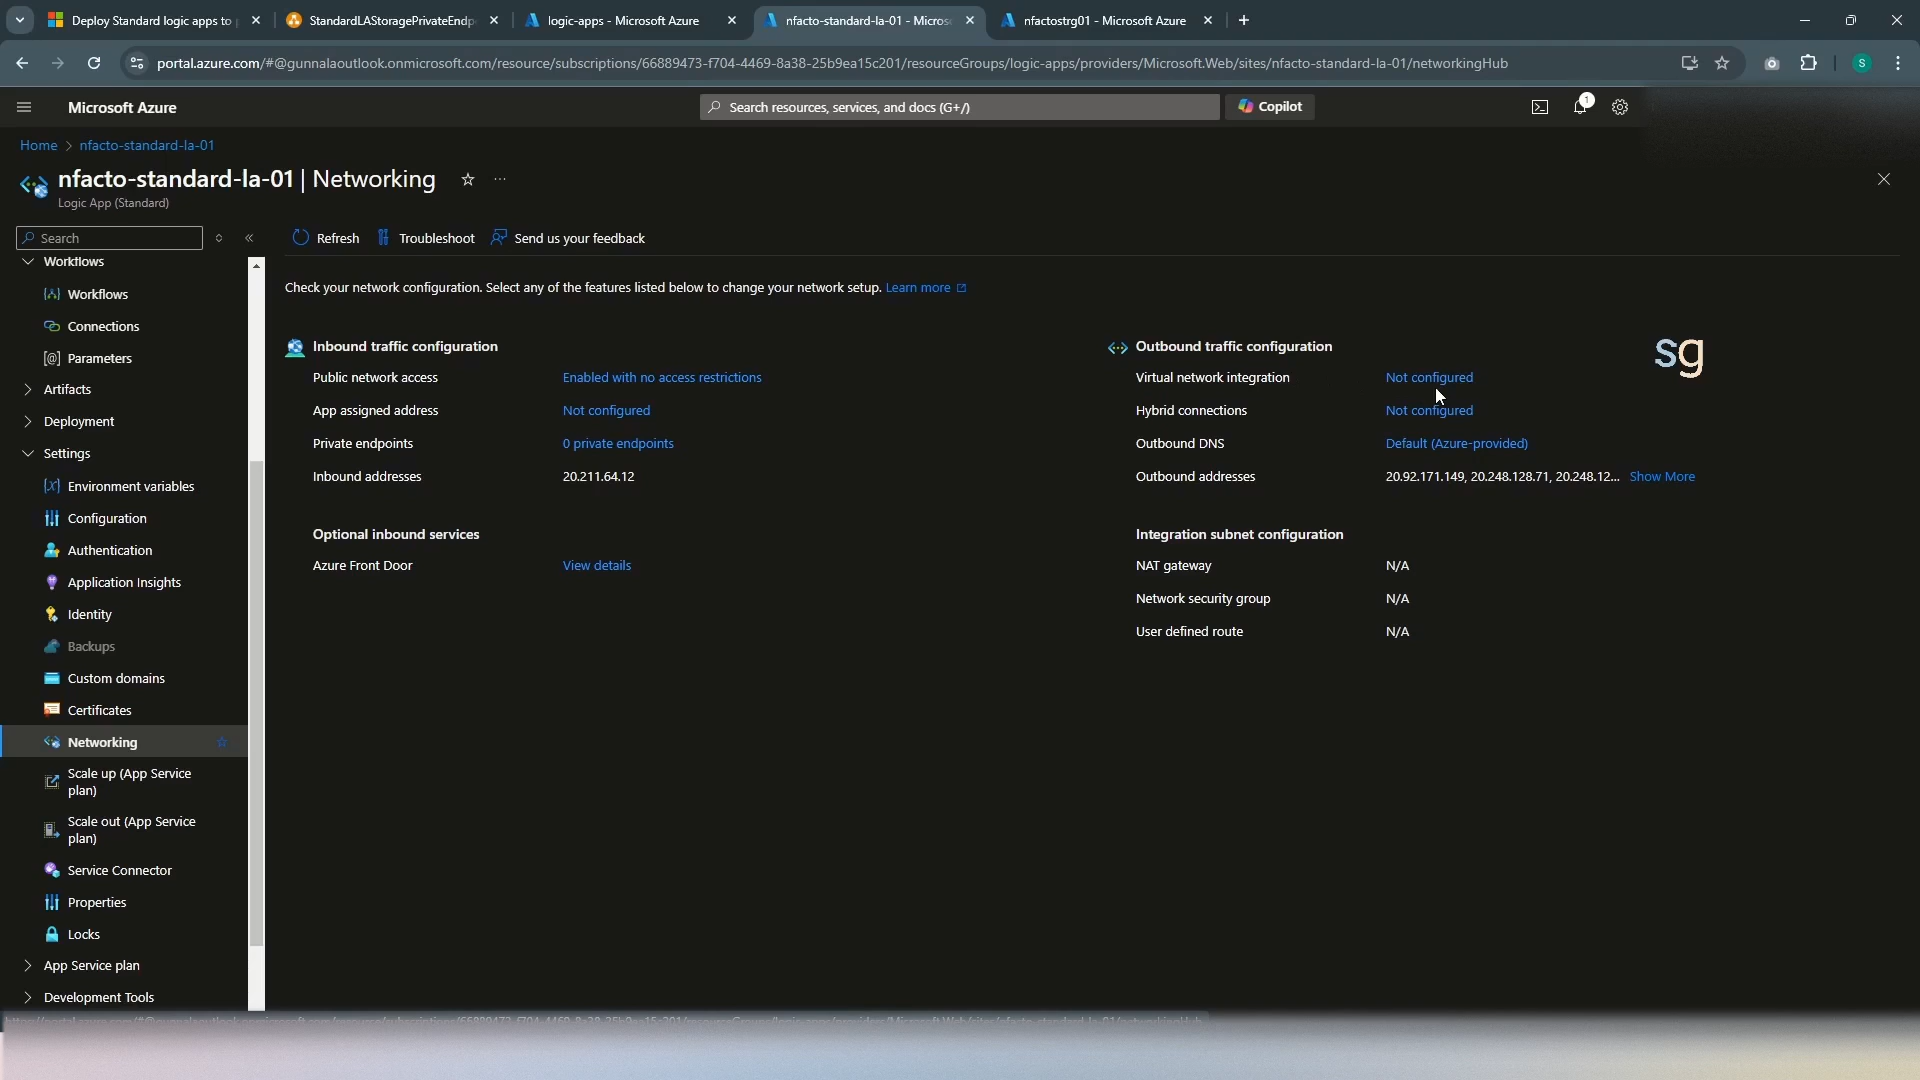 Deploy Standard logic apps to
StandardLAStoragePrivateEndp
logic-apps - Microsoft Azure
nfacto-standard-la-01 - Micros
nfactostrg01 - Microsoft Azure
portal.azure.com/#@gunnalaoutlook.onmicrosoft.com/resource/subscriptions/66889473-f704-4469-8a38-25b9ea15c201/resourceGroups/logic-apps/providers/Microsoft.Web/sites/nfacto-standard-la-01/networkingHub
S
Microsoft Azure
Search resources, services, and docs (G+/)
Copilot
1
Home > nfacto-standard-la-01
nfacto-standard-la-01 | Networking
Logic App (Standard)
Search
Refresh
Troubleshoot
Send us your feedback
Workflows
Workflows
Connections
Parameters
Artifacts
Deployment
Settings
Environment variables
Configuration
Authentication
Application Insights
Identity
Backups
Custom domains
Certificates
Networking
Scale up (App Service
plan)
Scale out (App Service
plan)
Service Connector
Properties
Locks
App Service plan
Development Tools
Check your network configuration. Select any of the features listed below to change your network setup. Learn more
Inbound traffic configuration
Public network access Enabled with no access restrictions
App assigned address Not configured
Private endpoints 0 private endpoints
Inbound addresses 20.211.64.12
Optional inbound services
Azure Front Door View details
Outbound traffic configuration
Virtual network integration Not configured
Hybrid connections Not configured
Outbound DNS Default (Azure-provided)
Outbound addresses 20.92.171.149, 20.248.128.71, 20.248.12... Show More
Integration subnet configuration
NAT gateway N/A
Network security group N/A
User defined route N/A
sg